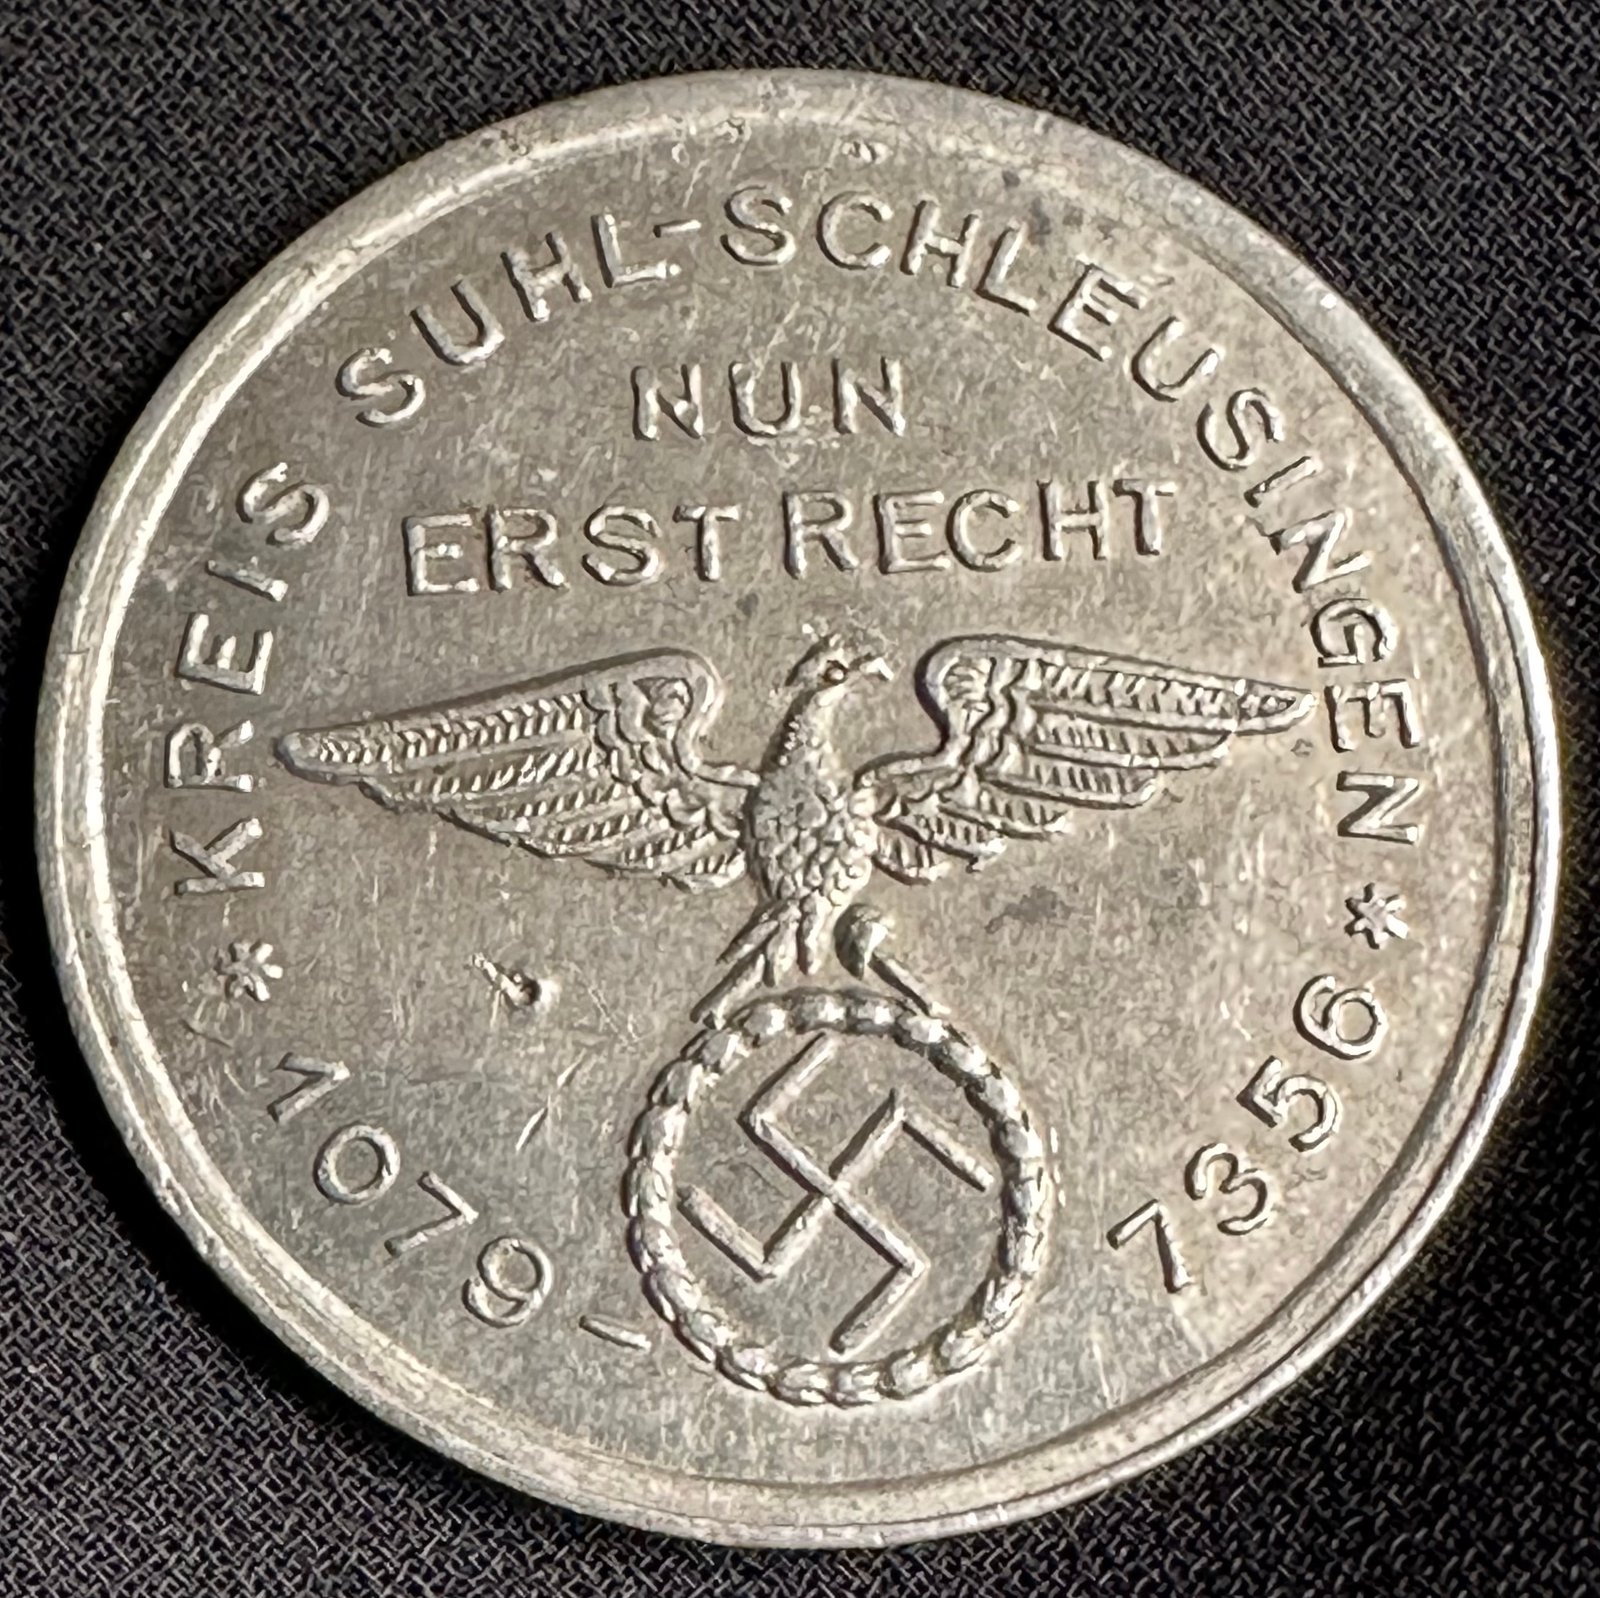 * KREIS SUHL-SCHLEUSINGEN *
NUN
ERST RECHT
1079-7356